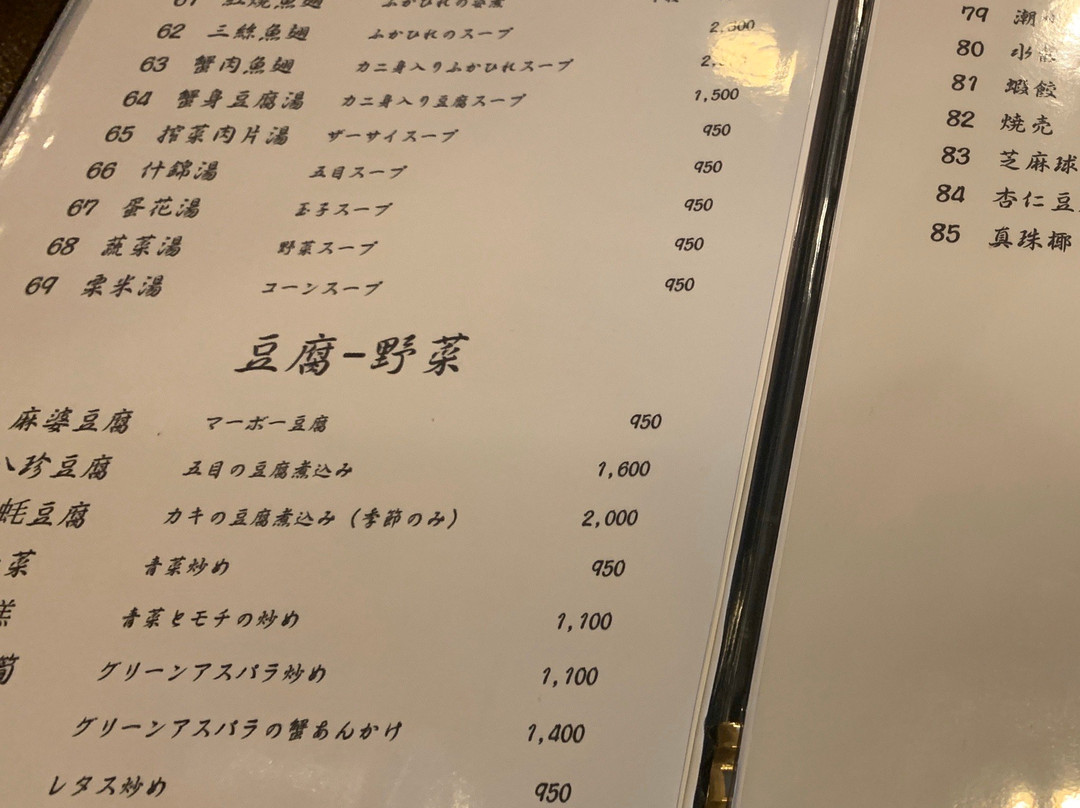 紅焼魚翅 ふかひれの姿煮
62 三絲魚翅 ふかひれのスープ 2,500
63 蟹肉魚翅 カニ身入りふかひれスープ
64 蟹身豆腐湯 カニ身入り豆腐スープ 1,500
65 搾菜肉片湯 ザーサイスープ 950
66 什錦湯 五目スープ 950
67 蛋花湯 玉子スープ 950
68 蔬菜湯 野菜スープ 950
69 栗米湯 コーンスープ 950
豆腐-野菜
麻婆豆腐 マーボー豆腐 950
八珍豆腐 五目の豆腐煮込み 1,600
蚝豆腐 カキの豆腐煮込み(季節のみ) 2,000
菜 青菜炒め 950
青菜とモチの炒め 1,100
筍 グリーンアスパラ炒め 1,100
グリーンアスパラの蟹あんかけ 1,400
レタス炒め 950
79 潮
80 水
81 蝦餃
82 焼売
83 芝麻球
84 杏仁豆
85 真珠椰